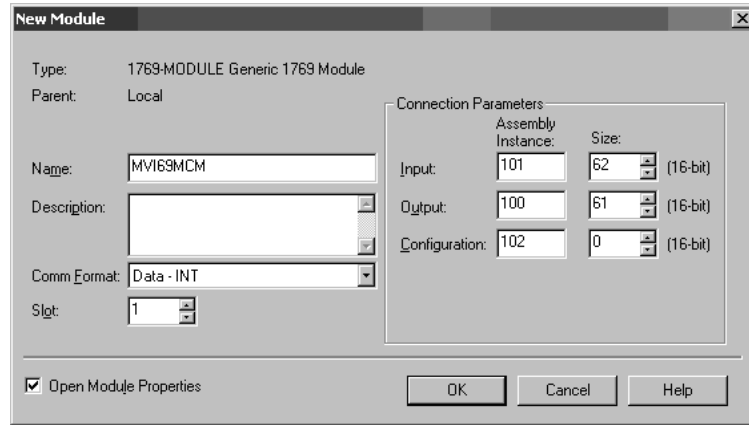 New Module
Type: 1769-MODULE Generic 1769 Module
Parent: Local
Connection Parameters
Assembly Instance: Size:
Name: MVI69MCM
Input: 101 62 (16-bit)
Description:
Output: 100 61 (16-bit)
Configuration: 102 0 (16-bit)
Comm Format: Data - INT
Slot: 1
Open Module Properties
OK Cancel Help